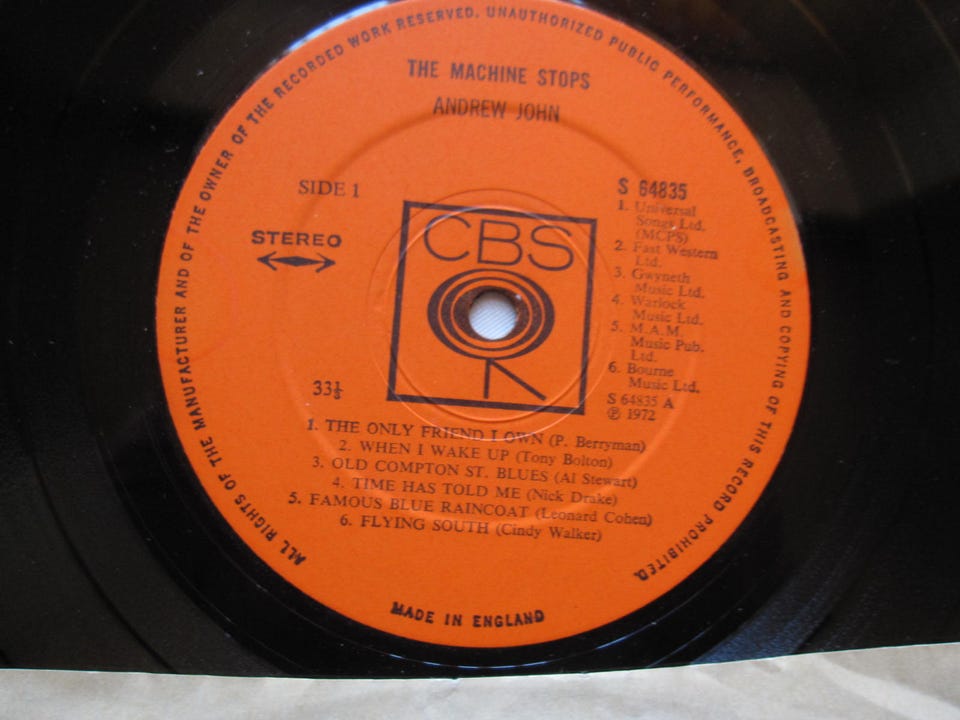 ALL RIGHTS OF THE MANUFACTURER AND OF THE OWNER OF THE RECORDED WORK RESERVED. UNAUTHORIZED PUBLIC PERFORMANCE, BROADCASTING AND COPYING OF THIS RECORD PROHIBITED.
THE MACHINE STOPS
ANDREW JOHN
SIDE 1
STEREO
CBS
S 64835
1. Universal
Songs Ltd.
(MCPS)
2. Fast Western
Ltd.
3. Gwyneth
Music Ltd.
4. Warlock
Music Ltd.
5. M.A.M.
Music Pub.
Ltd.
6. Bourne
Music Ltd.
S 64835 A
℗ 1972
33⅓
1. THE ONLY FRIEND I OWN (P. Berryman)
2. WHEN I WAKE UP (Tony Bolton)
3. OLD COMPTON ST. BLUES (Al Stewart)
4. TIME HAS TOLD ME (Nick Drake)
5. FAMOUS BLUE RAINCOAT (Leonard Cohen)
6. FLYING SOUTH (Cindy Walker)
MADE IN ENGLAND